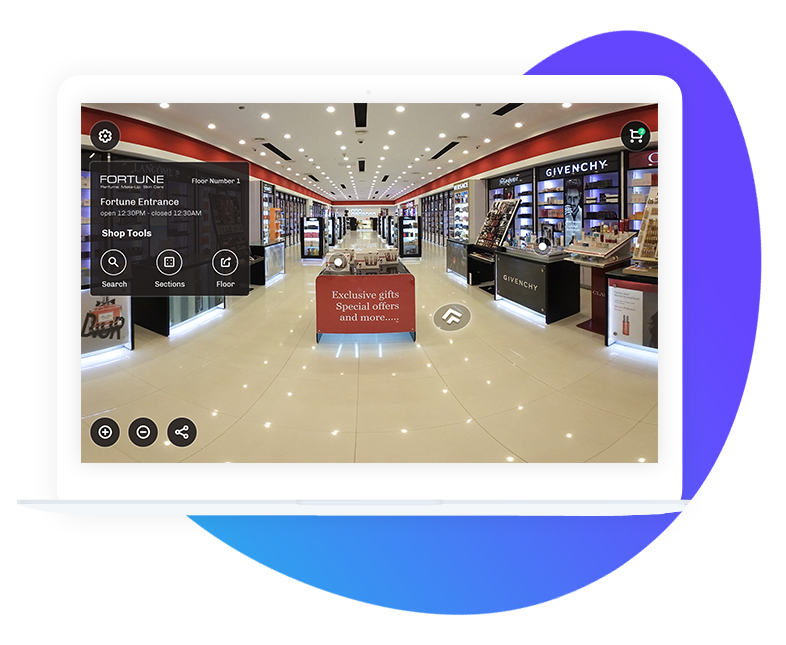 FORTUNE
Perfume Make-Up Skin Care
Floor Number 1
Fortune Entrance
open 12:30PM - closed 12:30AM
Shop Tools
Search
Sections
Floor
GIVENCHY
Exclusive gifts
Special offers
and more.....
GIVENCHY
DIOR